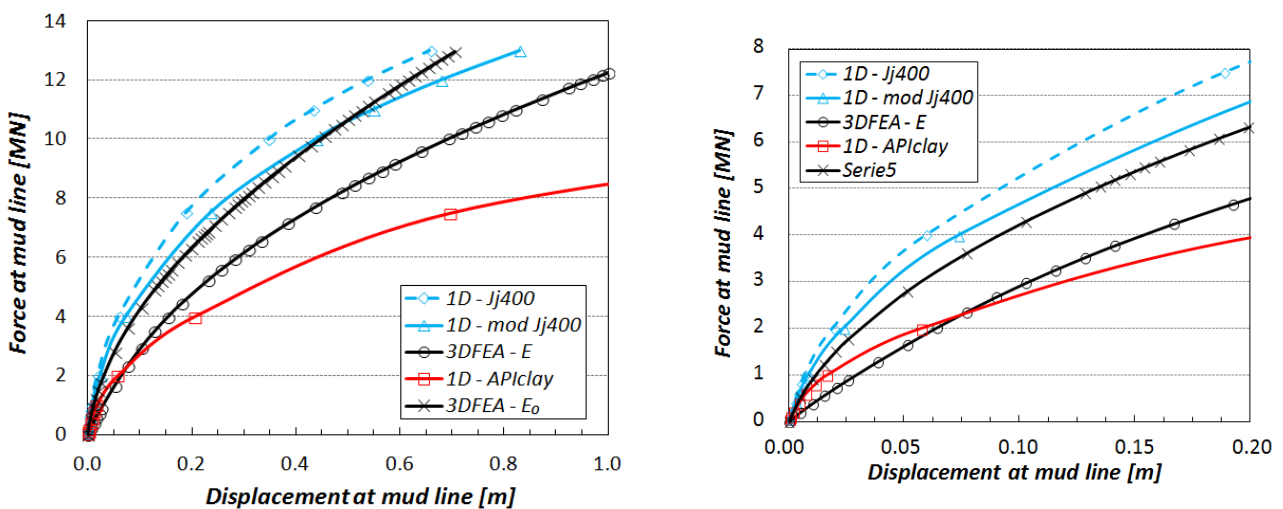 14
12
10
8
6
4
2
0
Force at mud line [MN]
0.0
0.2
0.4
0.6
0.8
1.0
Displacement at mud line [m]
1D - Jj400
1D - mod Jj400
3DFEA - E
1D - APIclay
3DFEA - E₀
8
7
6
5
4
3
2
1
0
Force at mud line [MN]
0.00
0.05
0.10
0.15
0.20
Displacement at mud line [m]
1D - Jj400
1D - mod Jj400
3DFEA - E
1D - APIclay
Serie5